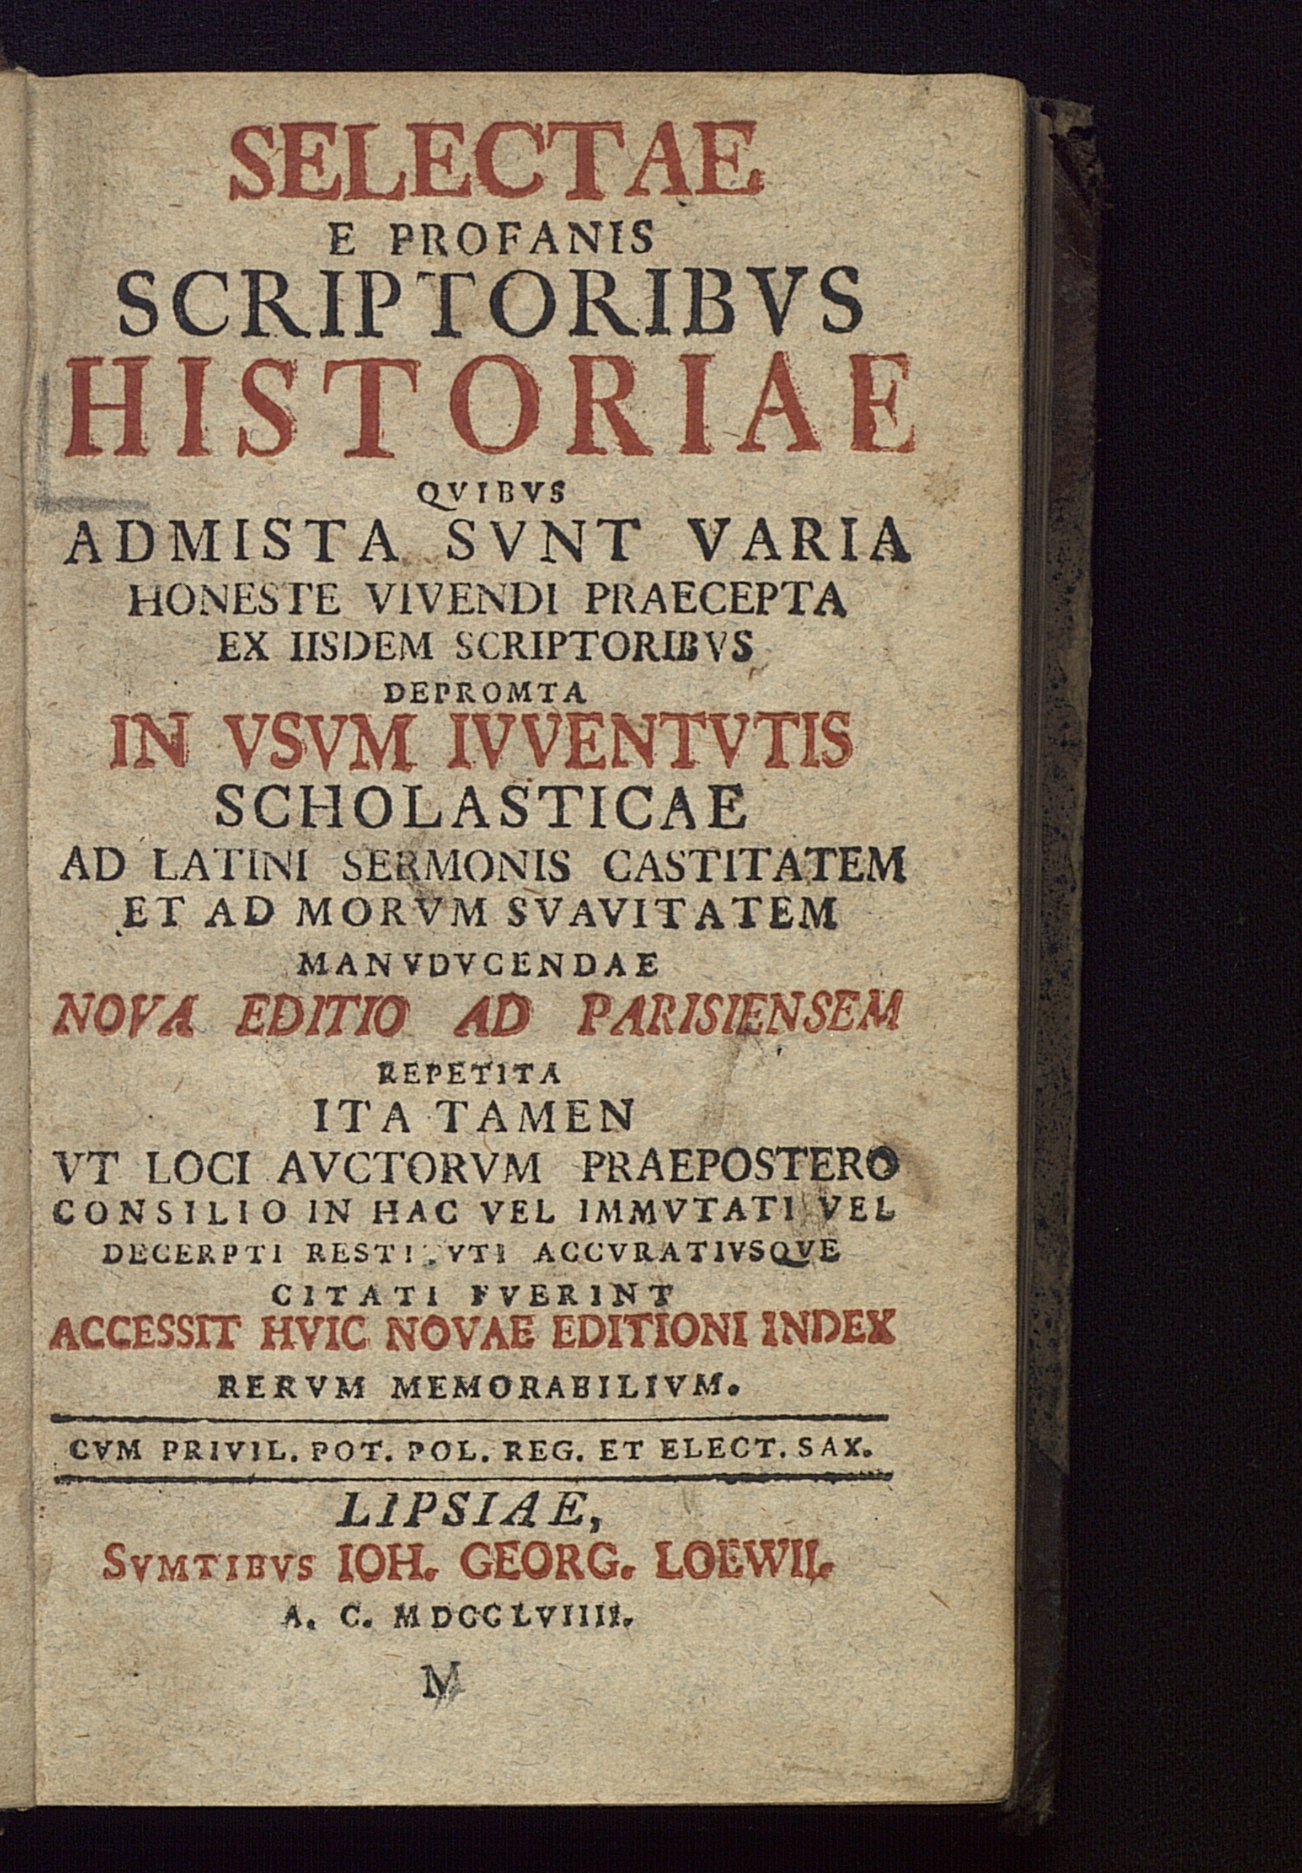 SELECTAE
E PROFANIS
SCRIPTORIBVS
HISTORIAE
QVIBVS
ADMISTA SVNT VARIA
HONESTE VIVENDI PRAECEPTA
EX IISDEM SCRIPTORIBVS
DEPROMTA
IN VSVM IVVENTVTIS
SCHOLASTICAE
AD LATINI SERMONIS CASTITATEM
ET AD MORVM SVAVITATEM
MANVDVCENDAE
NOVA EDITIO AD PARISIENSEM
REPETITA
ITA TAMEN
VT LOCI AVCTORVM PRAEPOSTERO
CONSILIO IN HAC VEL IMMVTATI VEL
DECERPTI RESTITVTI ACCVRATIVSQVE
CITATI FVERINT
ACCESSIT HVIC NOVAE EDITIONI INDEX
RERVM MEMORABILIVM.
CVM PRIVIL. POT. POL. REG. ET ELECT. SAX.
LIPSIAE,
SVMTIBVS IOH. GEORG. LOEWII.
A. C. MDCCLVIIII.
M